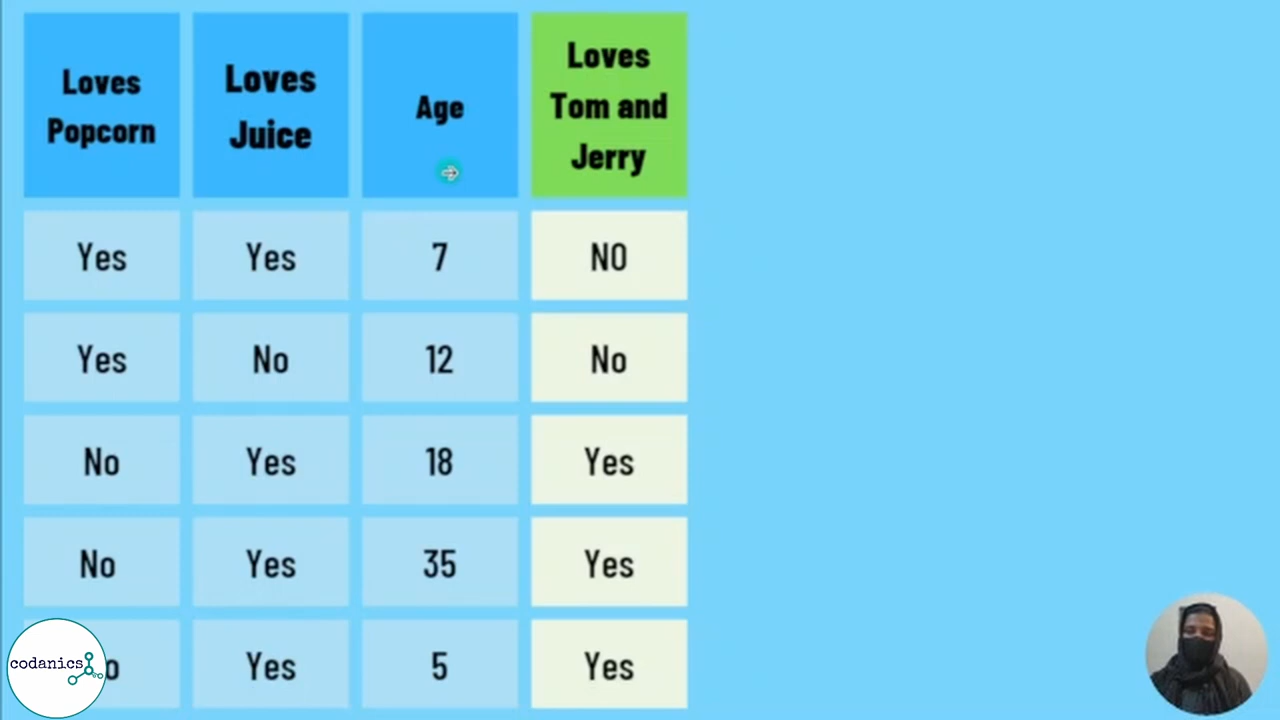 Loves Popcorn | Loves Juice | Age | Loves Tom and Jerry
Yes | Yes | 7 | NO
Yes | No | 12 | No
No | Yes | 18 | Yes
No | Yes | 35 | Yes
o | Yes | 5 | Yes
codanics